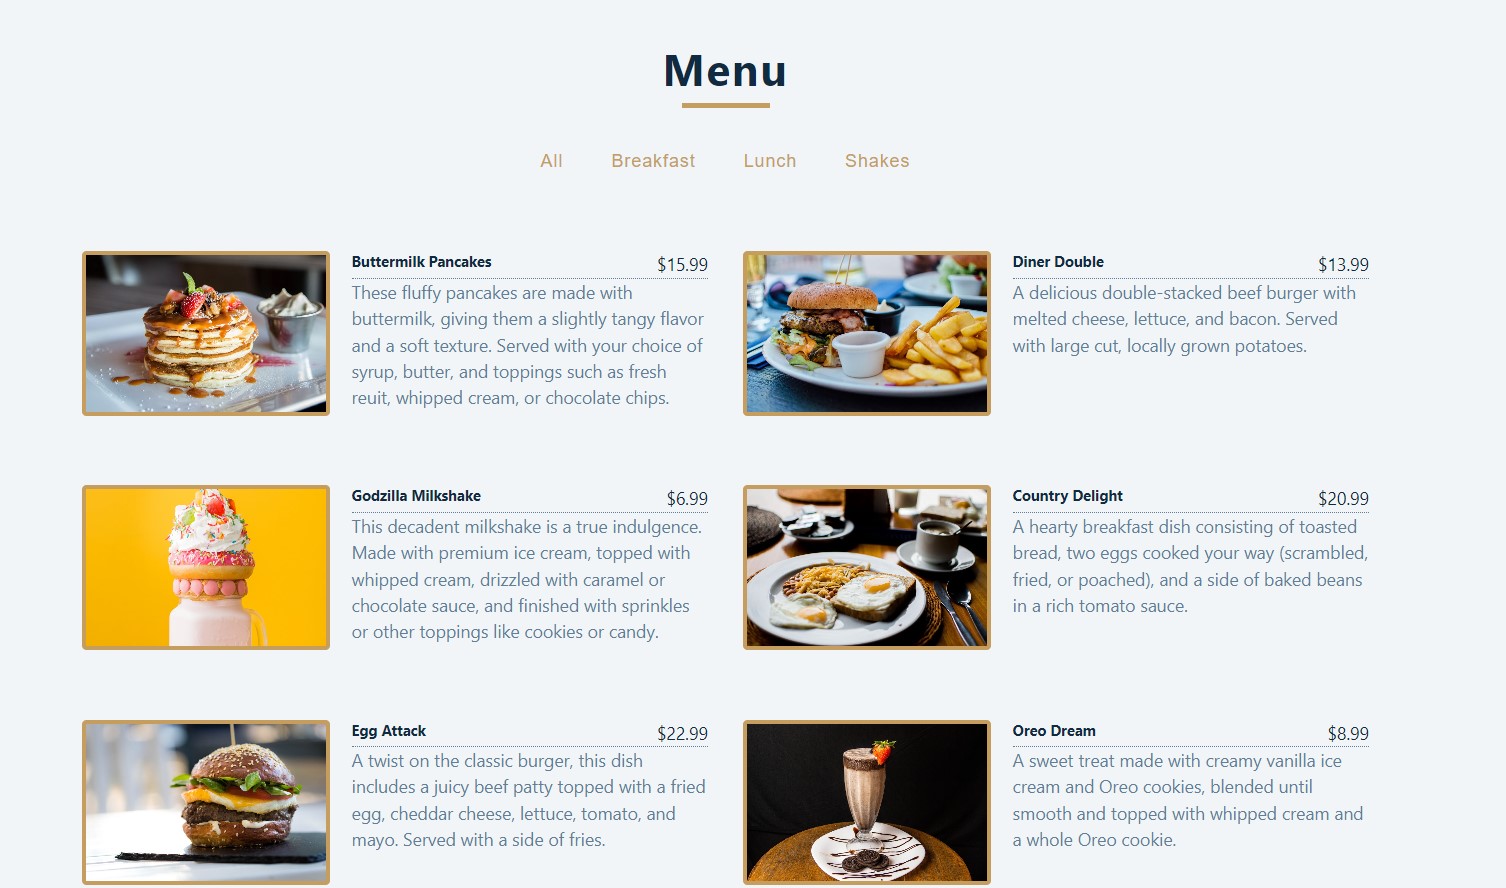 Menu
All
Breakfast
Lunch
Shakes
Buttermilk Pancakes
$15.99
These fluffy pancakes are made with
buttermilk, giving them a slightly tangy flavor
and a soft texture. Served with your choice of
syrup, butter, and toppings such as fresh
reuit, whipped cream, or chocolate chips.
Diner Double
$13.99
A delicious double-stacked beef burger with
melted cheese, lettuce, and bacon. Served
with large cut, locally grown potatoes.
Godzilla Milkshake
$6.99
This decadent milkshake is a true indulgence.
Made with premium ice cream, topped with
whipped cream, drizzled with caramel or
chocolate sauce, and finished with sprinkles
or other toppings like cookies or candy.
Country Delight
$20.99
A hearty breakfast dish consisting of toasted
bread, two eggs cooked your way (scrambled,
fried, or poached), and a side of baked beans
in a rich tomato sauce.
Egg Attack
$22.99
A twist on the classic burger, this dish
includes a juicy beef patty topped with a fried
egg, cheddar cheese, lettuce, tomato, and
mayo. Served with a side of fries.
Oreo Dream
$8.99
A sweet treat made with creamy vanilla ice
cream and Oreo cookies, blended until
smooth and topped with whipped cream and
a whole Oreo cookie.